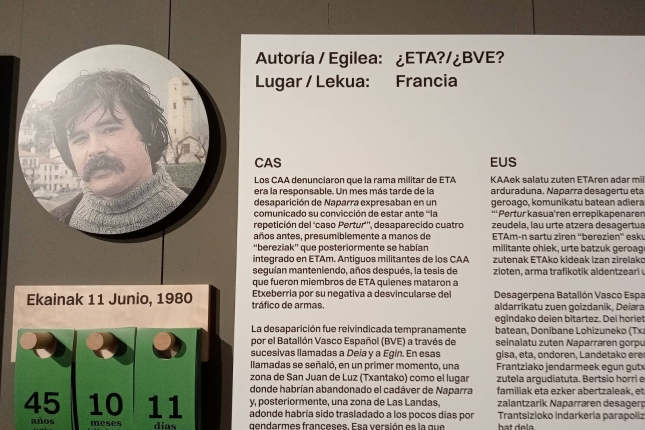 Autoría / Egilea: ¿ETA?/¿BVE?
Lugar / Lekua: Francia
CAS
Los CAA denunciaron que la rama militar de ETA
era la responsable. Un mes más tarde de la
desaparición de Naparra expresaban en un
comunicado su convicción de estar ante “la
repetición del ‘caso Pertur’”, desaparecido cuatro
años antes, presumiblemente a manos de
“bereziak” que posteriormente se habían
integrado en ETAm. Antiguos militantes de los CAA
seguían manteniendo, años después, la tesis de
que fueron miembros de ETA quienes mataron a
Etxeberria por su negativa a desvincularse del
tráfico de armas.
La desaparición fue reivindicada tempranamente
por el Batallón Vasco Español (BVE) a través de
sucesivas llamadas a Deia y a Egin. En esas
llamadas se señaló, en un primer momento, una
zona de San Juan de Luz (Txantako) como el lugar
donde habrían abandonado el cadáver de Naparra
y, posteriormente, una zona de Las Landas,
adonde habría sido trasladado a los pocos días por
gendarmes franceses. Esa versión es la que
EUS
KAAek salatu zuten ETAren adar mil
arduraduna. Naparra desagertu eta
geroago, komunikatu batean adiera
“‘Pertur kasua’ren errepikapenaren
zeudela, lau urte atzera desagertua
ETAm-n sartu ziren “berezien” esku
militante ohiek, urte batzuk geroag
zutenak ETAko kideak izan zirelako
zioten, arma trafikotik aldentzeari u
Desagerpena Batallón Vasco Espa
aldarrikatu zuen goizdanik, Deiara
egindako deien bitartez. Dei horiet
batean, Donibane Lohizuneko (Txa
seinalatu zuten Naparraren gorpu
gisa, eta, ondoren, Landetako eren
Frantziako jendarmeek egun gutx
zutela argudiatuta. Bertsio horri e
familiak eta ezker abertzaleak, et
zalantzarik Naparraren desagerp
Trantsizioko indarkeria parapoliz
bat dela.
Ekainak 11 Junio, 1980
45 10 11
años meses días